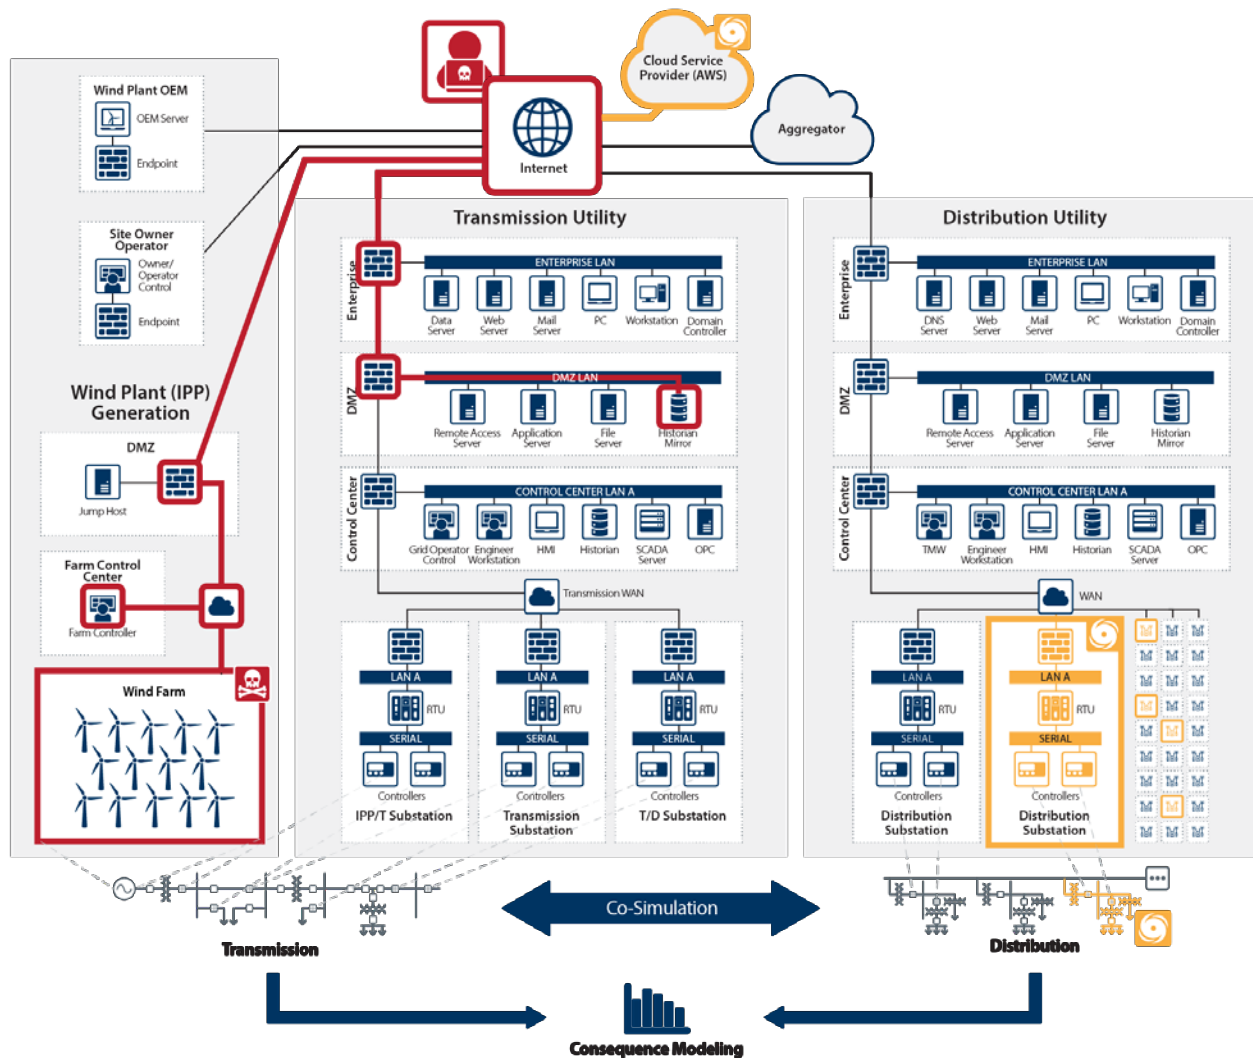 Cloud Service
Provider (AWS)
Aggregator
Internet
Wind Plant OEM
OEM Server
Endpoint
Site Owner
Operator
Owner/
Operator
Control
Endpoint
Wind Plant (IPP)
Generation
DMZ
Jump Host
Farm Control
Center
Farm Controller
Wind Farm
Transmission Utility
Enterprise
ENTERPRISE LAN
Data
Server
Web
Server
Mail
Server
PC
Workstation
Domain
Controller
DMZ
DMZ LAN
Remote Access
Server
Application
Server
File
Server
Historian
Mirror
Control Center
CONTROL CENTER LAN A
Grid Operator
Control
Engineer
Workstation
HMI
Historian
SCADA
Server
OPC
Transmission WAN
LAN A
RTU
SERIAL
Controllers
IPP/T Substation
LAN A
RTU
SERIAL
Controllers
Transmission
Substation
LAN A
RTU
SERIAL
Controllers
T/D Substation
Distribution Utility
Enterprise
ENTERPRISE LAN
DNS
Server
Web
Server
Mail
Server
PC
Workstation
Domain
Controller
DMZ
DMZ LAN
Remote Access
Server
Application
Server
File
Server
Historian
Mirror
Control Center
CONTROL CENTER LAN A
TMW
Engineer
Workstation
HMI
Historian
SCADA
Server
OPC
WAN
LAN A
RTU
SERIAL
Controllers
Distribution
Substation
LAN A
RTU
SERIAL
Controllers
Distribution
Substation
Transmission
Co-Simulation
Distribution
Consequence Modeling